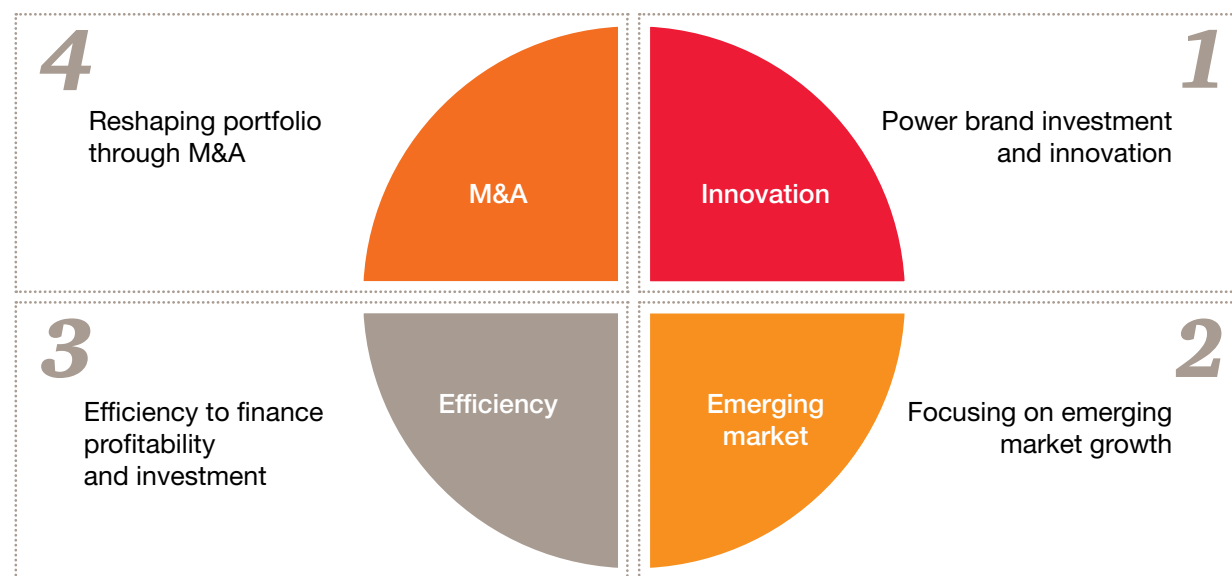 4
Reshaping portfolio
through M&A
M&A
Innovation
1
Power brand investment
and innovation
3
Efficiency to finance
profitability
and investment
Efficiency
Emerging
market
2
Focusing on emerging
market growth